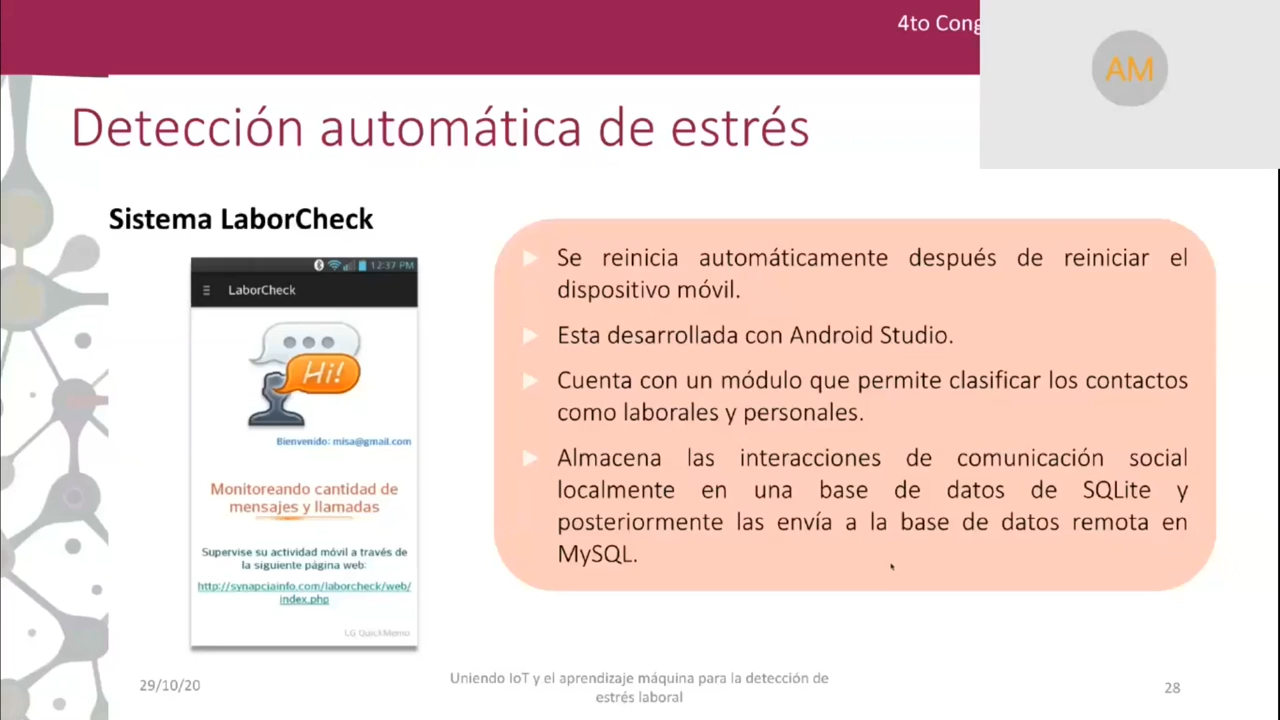 4to Cong
AM
Detección automática de estrés
Sistema LaborCheck
12:37 PM
LaborCheck
Hi!
Bienvenido: misa@gmail.com
Monitoreando cantidad de
mensajes y llamadas
Supervise su actividad móvil a través de
la siguiente página web:
http://synapciainfo.com/laborcheck/web/
index.php
LG QuickMemo
Se reinicia automáticamente después de reiniciar el
dispositivo móvil.
Esta desarrollada con Android Studio.
Cuenta con un módulo que permite clasificar los contactos
como laborales y personales.
Almacena las interacciones de comunicación social
localmente en una base de datos de SQLite y
posteriormente las envía a la base de datos remota en
MySQL.
29/10/20
Uniendo IoT y el aprendizaje máquina para la detección de
estrés laboral
28